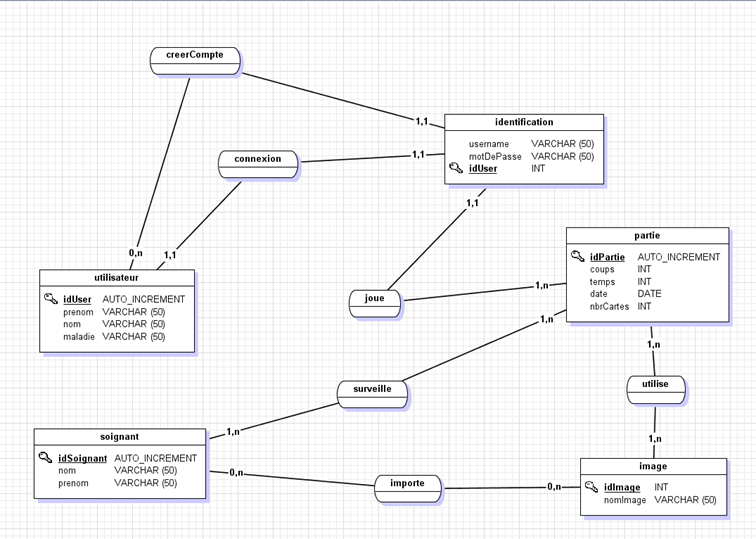 creerCompte
identification
username VARCHAR (50)
motDePasse VARCHAR (50)
idUser INT
1,1
connexion
1,1
1,1
0,n
1,1
utilisateur
idUser AUTO_INCREMENT
prenom VARCHAR (50)
nom VARCHAR (50)
maladie VARCHAR (50)
partie
idPartie AUTO_INCREMENT
coups INT
temps INT
date DATE
nbrCartes INT
joue
1,n
1,n
1,n
surveille
utilise
1,n
1,n
soignant
idSoignant AUTO_INCREMENT
nom VARCHAR (50)
prenom VARCHAR (50)
0,n
importe
0,n
image
idImage INT
nomImage VARCHAR (50)